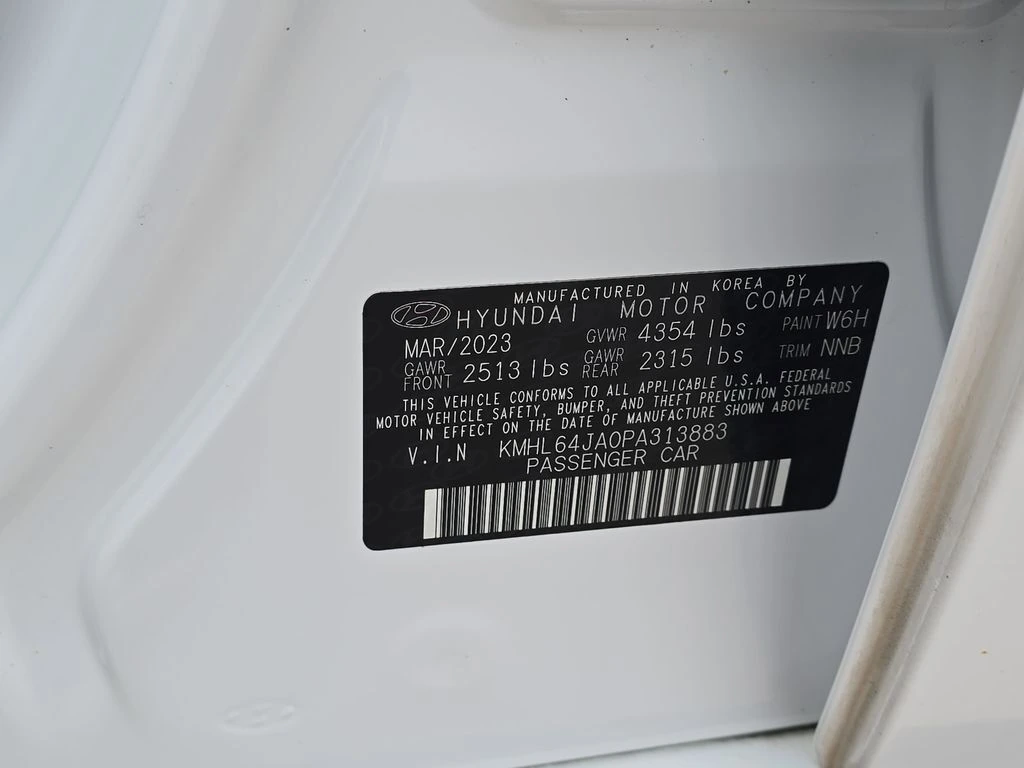 MANUFACTURED IN KOREA BY
HYUNDAI MOTOR COMPANY
MAR/2023 GVWR 4354 lbs PAINT W6H
GAWR FRONT 2513 lbs GAWR REAR 2315 lbs TRIM NNB
THIS VEHICLE CONFORMS TO ALL APPLICABLE U.S.A. FEDERAL
MOTOR VEHICLE SAFETY, BUMPER, AND THEFT PREVENTION STANDARDS
IN EFFECT ON THE DATE OF MANUFACTURE SHOWN ABOVE
V.I.N KMHL64JA0PA313883
PASSENGER CAR